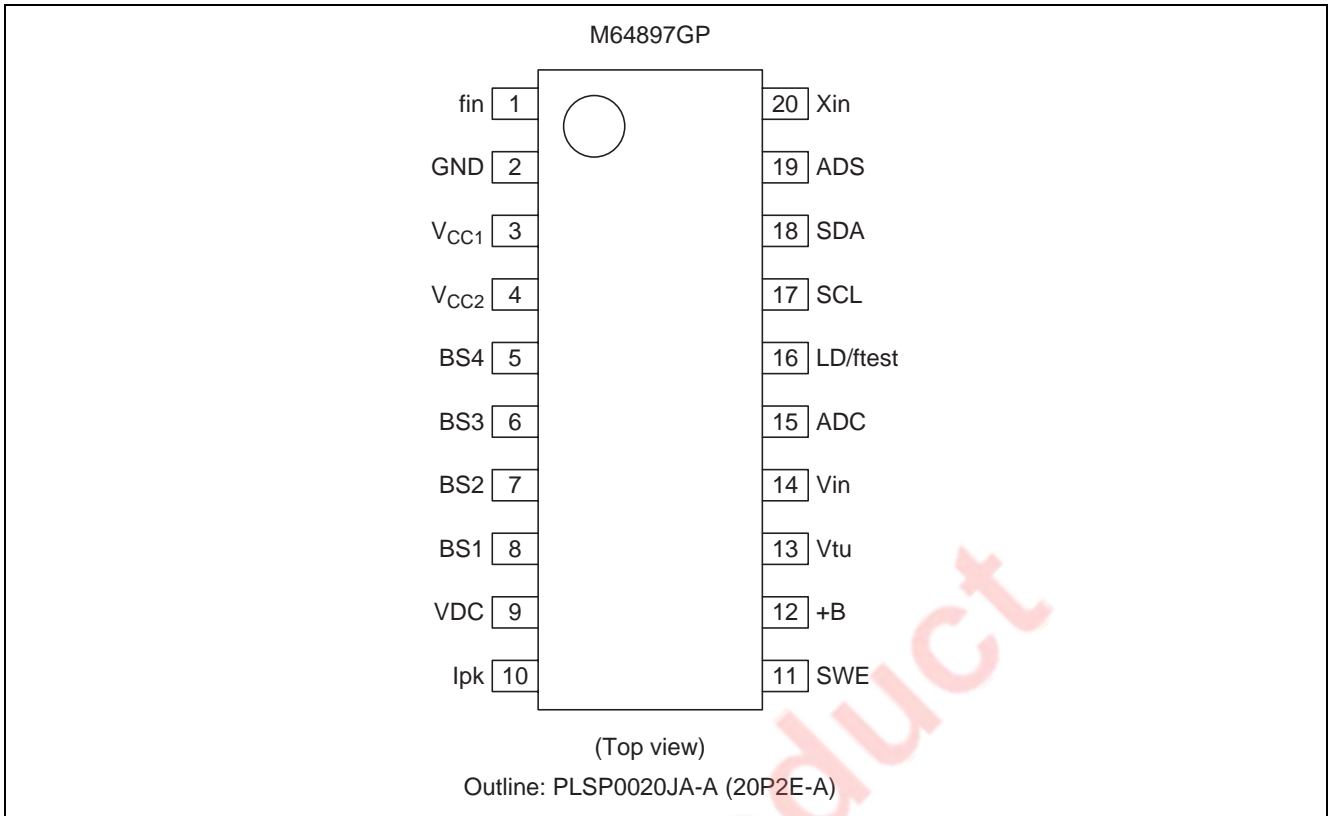 M64897GP
fin 1
20 Xin
GND 2
19 ADS
VCC1 3
18 SDA
VCC2 4
17 SCL
BS4 5
16 LD/ftest
BS3 6
15 ADC
BS2 7
14 Vin
BS1 8
13 Vtu
VDC 9
12 +B
Ipk 10
11 SWE
(Top view)
Outline: PLSP0020JA-A (20P2E-A)
duct